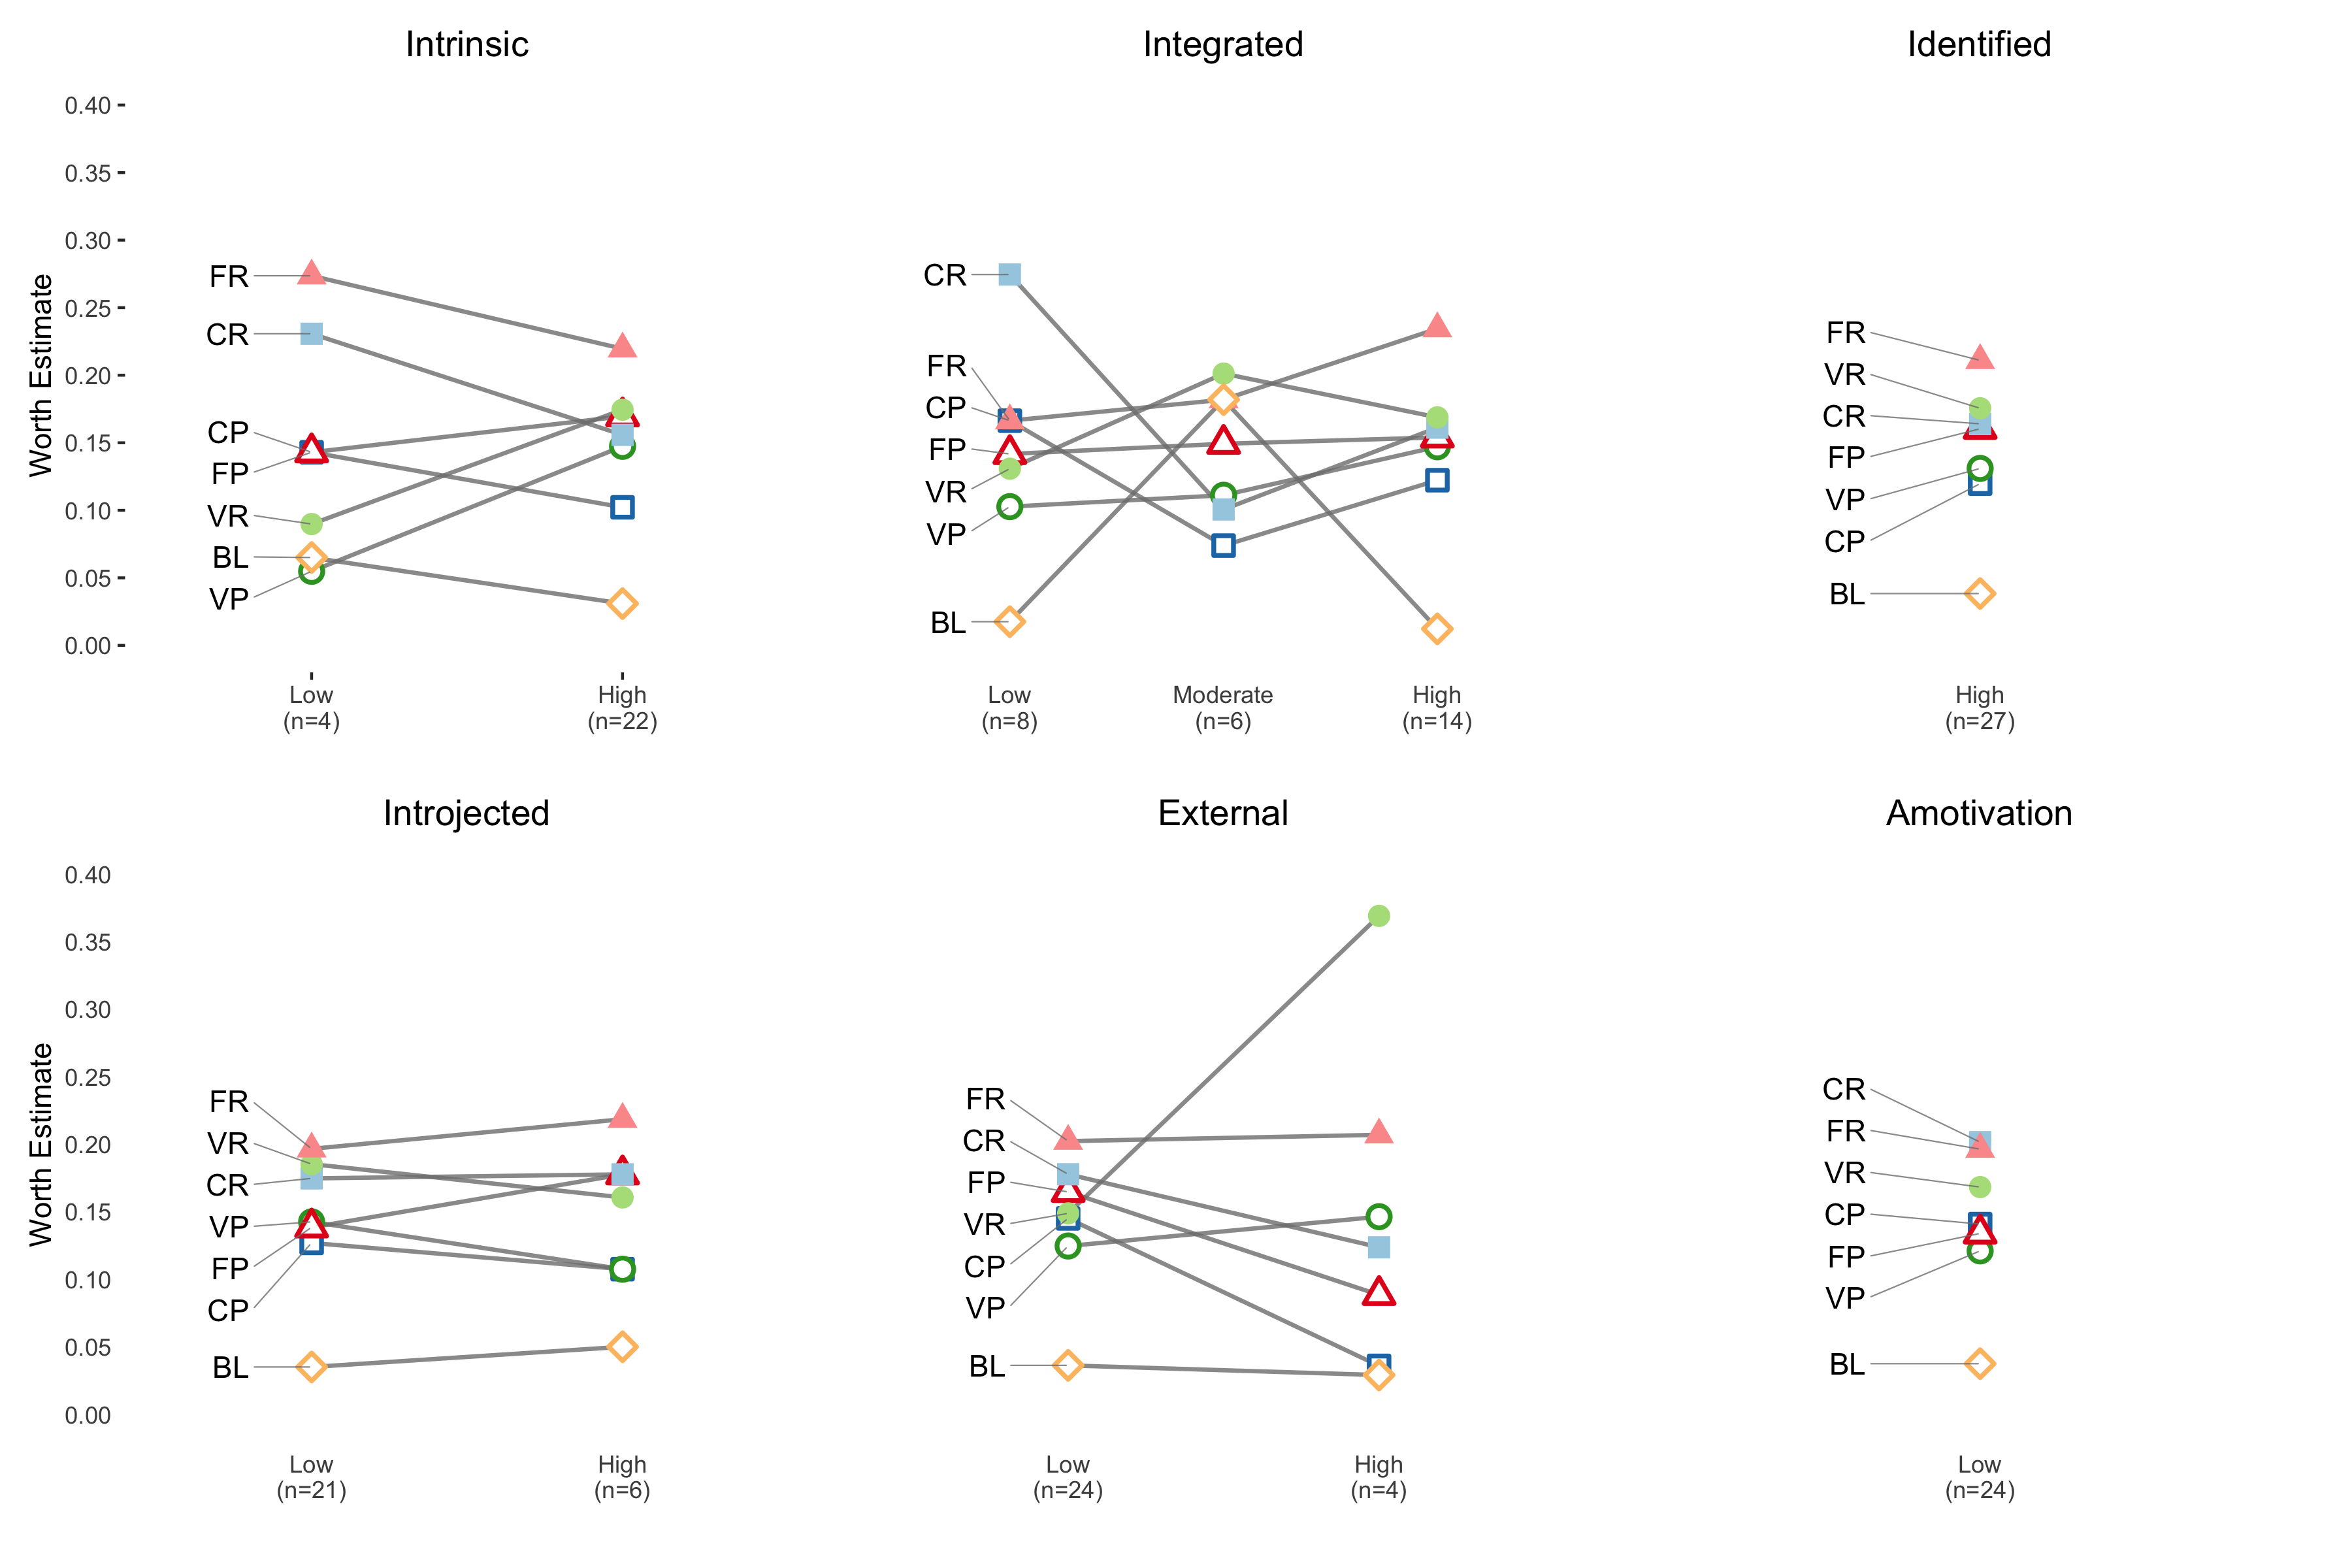 Intrinsic
Integrated
Identified
Worth Estimate
0.40
0.35
0.30
0.25
0.20
0.15
0.10
0.05
0.00
FR
CR
CP
FP
VR
BL
VP
Low
(n=4)
High
(n=22)
CR
FR
CP
FP
VR
VP
BL
Low
(n=8)
Moderate
(n=6)
High
(n=14)
FR
VR
CR
FP
VP
CP
BL
High
(n=27)
Introjected
External
Amotivation
Worth Estimate
0.40
0.35
0.30
0.25
0.20
0.15
0.10
0.05
0.00
FR
VR
CR
VP
FP
CP
BL
Low
(n=21)
High
(n=6)
FR
CR
FP
VR
CP
VP
BL
Low
(n=24)
High
(n=4)
CR
FR
VR
CP
FP
VP
BL
Low
(n=24)